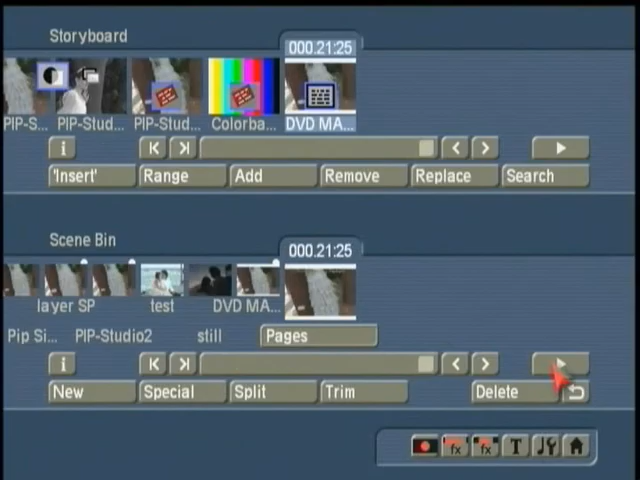 Storyboard
000.21:25
PIP-S... PIP-Stud... PIP-Stud... Colorba... DVD MA...
i
'Insert' Range Add Remove Replace Search
Scene Bin
000.21:25
layer SP test DVD MA...
Pip Si... PIP-Studio2 still Pages
i
New Special Split Trim Delete
fx fx T